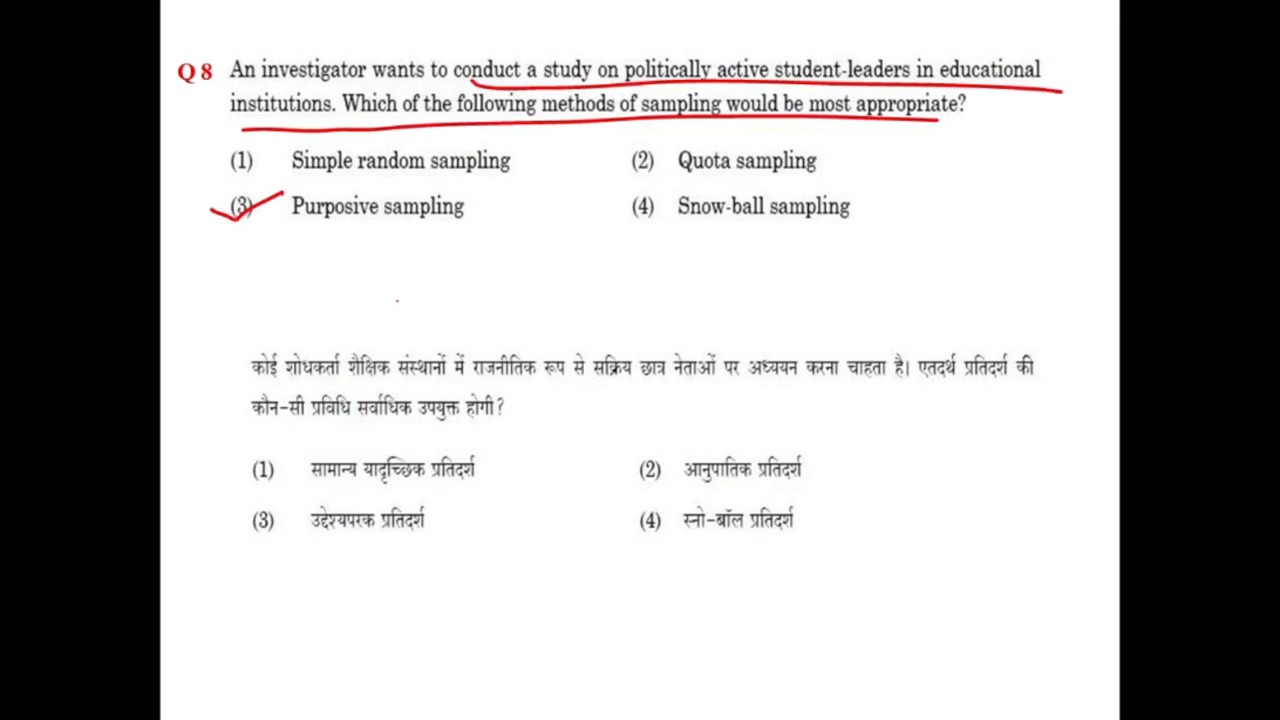 Q 8 An investigator wants to conduct a study on politically active student-leaders in educational
institutions. Which of the following methods of sampling would be most appropriate?
(1) Simple random sampling (2) Quota sampling
(3) Purposive sampling (4) Snow-ball sampling
कोई शोधकर्ता शैक्षिक संस्थानों में राजनीतिक रूप से सक्रिय छात्र नेताओं पर अध्ययन करना चाहता है। एतदर्थ प्रतिदर्श की
कौन-सी प्रविधि सर्वाधिक उपयुक्त होगी?
(1) सामान्य यादृच्छिक प्रतिदर्श (2) आनुपातिक प्रतिदर्श
(3) उद्देश्यपरक प्रतिदर्श (4) स्नो-बॉल प्रतिदर्श